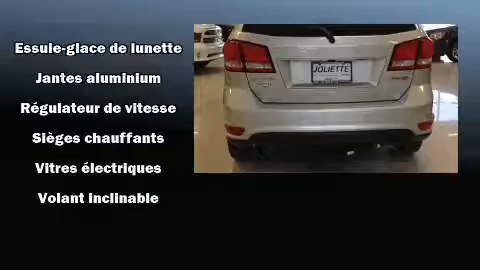 Essuie-glace de lunette
Jantes aluminium
Régulateur de vitesse
Sièges chauffants
Vitres électriques
Volant inclinable
JOLIETTE